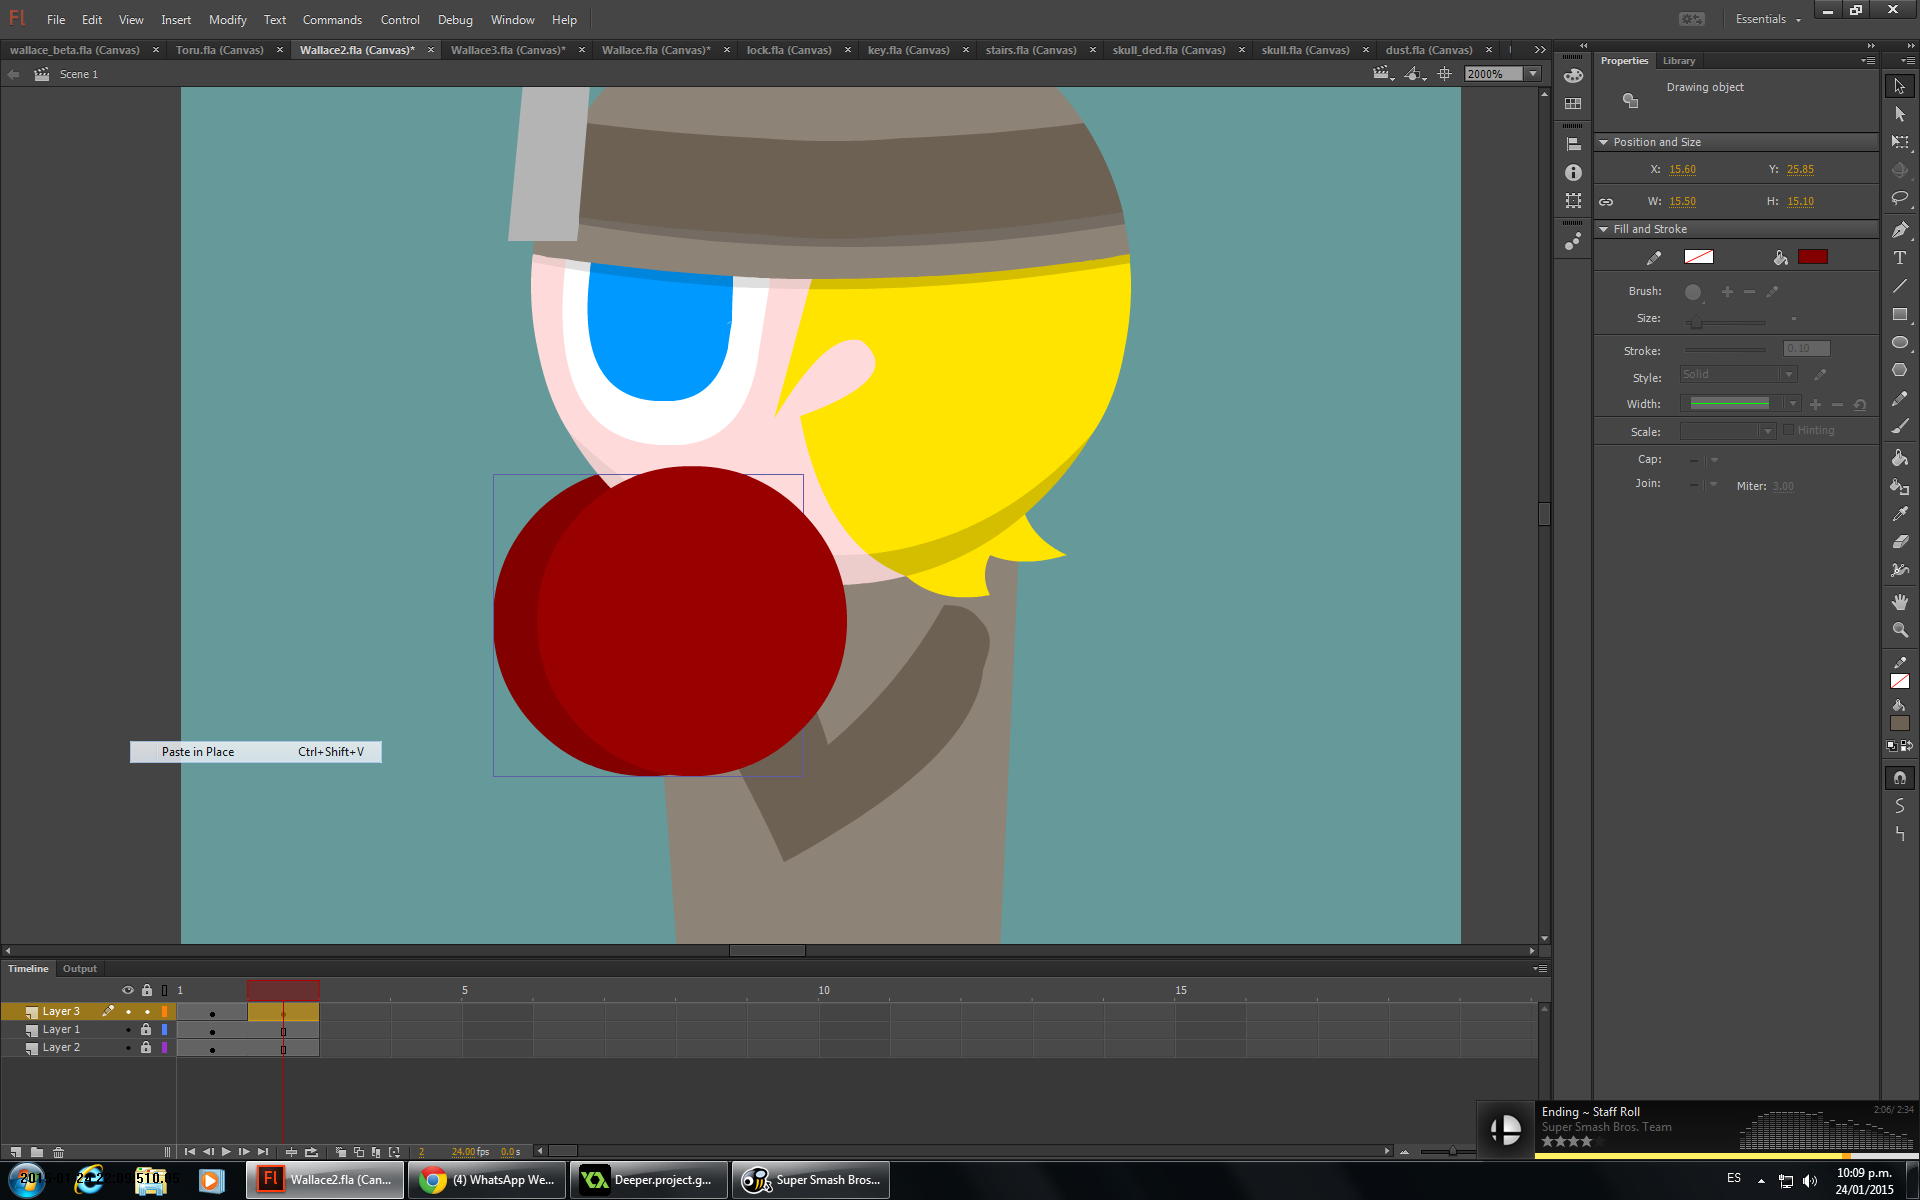 Fl File Edit View Insert Modify Text Commands Control Debug Window Help Essentials
wallace_beta.fla (Canvas) × Toru.fla (Canvas) × Wallace2.fla (Canvas)* × Wallace3.fla (Canvas)* × Wallace.fla (Canvas)* × lock.fla (Canvas) × key.fla (Canvas) × stairs.fla (Canvas) × skull_ded.fla (Canvas) × skull.fla (Canvas) × dust.fla (Canvas) ×
Scene 1 2000%
Properties Library
Drawing object
Position and Size
X: 15.60 Y: 25.85
W: 15.50 H: 15.10
Fill and Stroke
Brush:
Size:
Stroke: 0.10
Style: Solid
Width:
Scale: Hinting
Cap:
Join: Miter: 3.00
Paste in Place Ctrl+Shift+V
Timeline Output
1 5 10 15
Layer 3
Layer 1
Layer 2
2 24.00 fps 0.0 s
Ending ~ Staff Roll 2:06/ 2:34
Super Smash Bros. Team
Fl Wallace2.fla (Can... (4) WhatsApp We... Deeper.project.g... Super Smash Bros...
ES
10:09 p.m.
24/01/2015